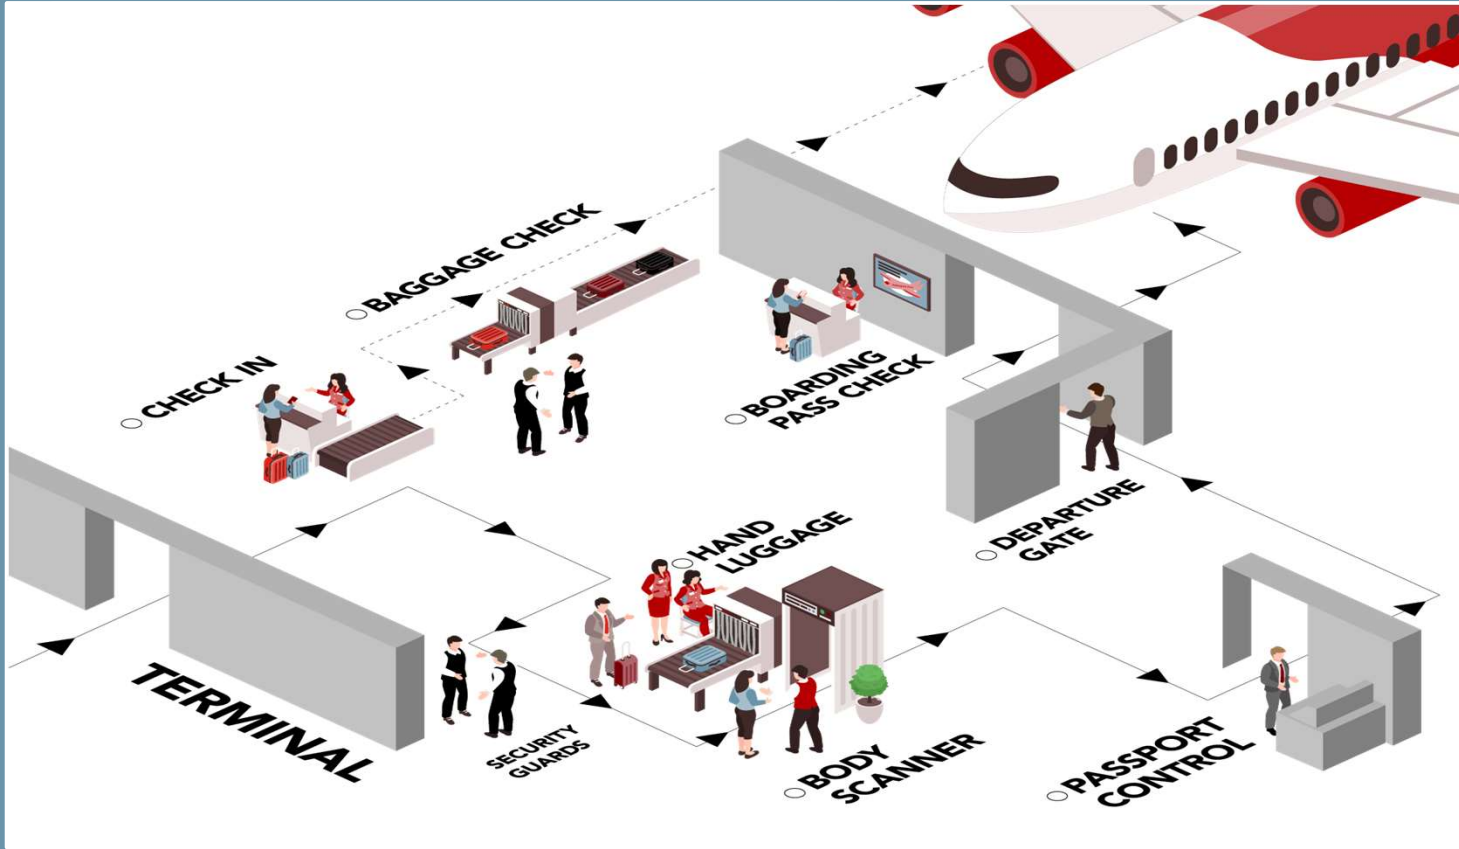 BAGGAGE CHECK
CHECK IN
BOARDING
PASS CHECK
HAND
LUGGAGE
DEPARTURE
GATE
TERMINAL
SECURITY
GUARDS
BODY
SCANNER
PASSPORT
CONTROL